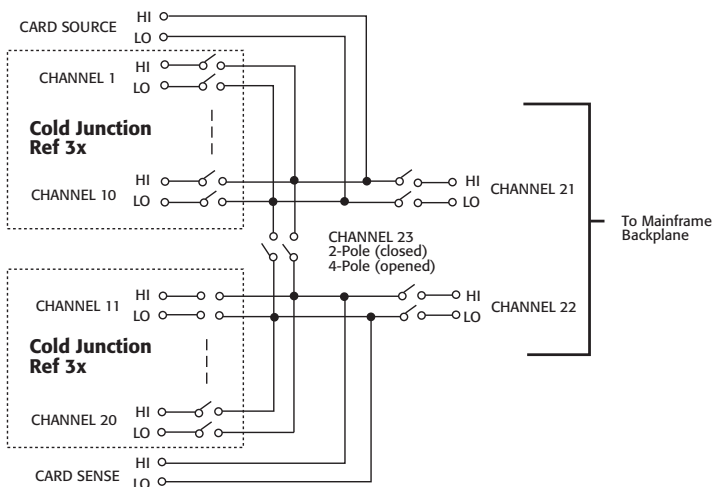 CARD SOURCE
HI
LO
CHANNEL 1
HI
LO
Cold Junction
Ref 3x
CHANNEL 10
HI
LO
HI
LO
CHANNEL 21
CHANNEL 23
2-Pole (closed)
4-Pole (opened)
To Mainframe
Backplane
CHANNEL 11
HI
LO
HI
LO
CHANNEL 22
Cold Junction
Ref 3x
CHANNEL 20
HI
LO
CARD SENSE
HI
LO